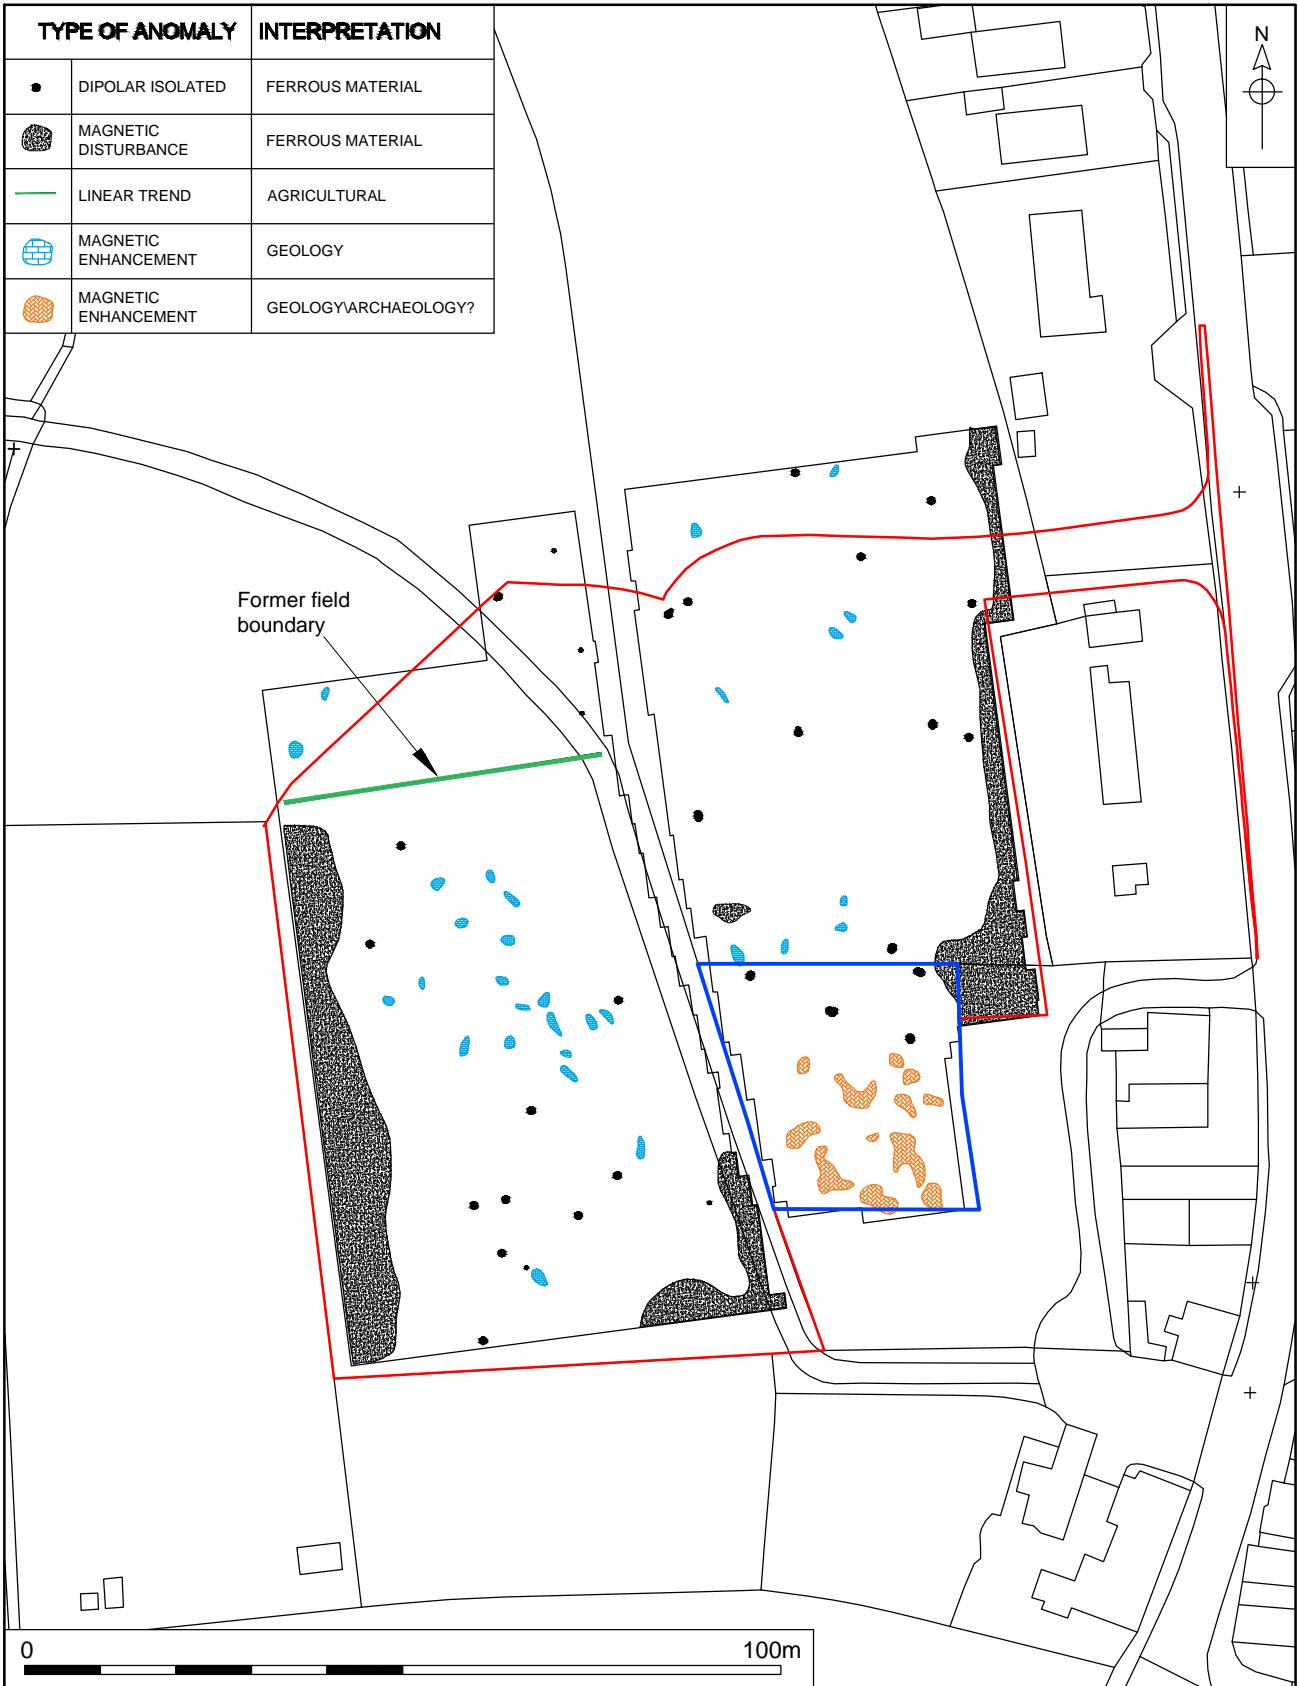 TYPE OF ANOMALY INTERPRETATION
DIPOLAR ISOLATED FERROUS MATERIAL
MAGNETIC
DISTURBANCE
FERROUS MATERIAL
LINEAR TREND AGRICULTURAL
MAGNETIC
ENHANCEMENT
GEOLOGY
MAGNETIC
ENHANCEMENT
GEOLOGY\ARCHAEOLOGY?
N
Former field
boundary
0 100m